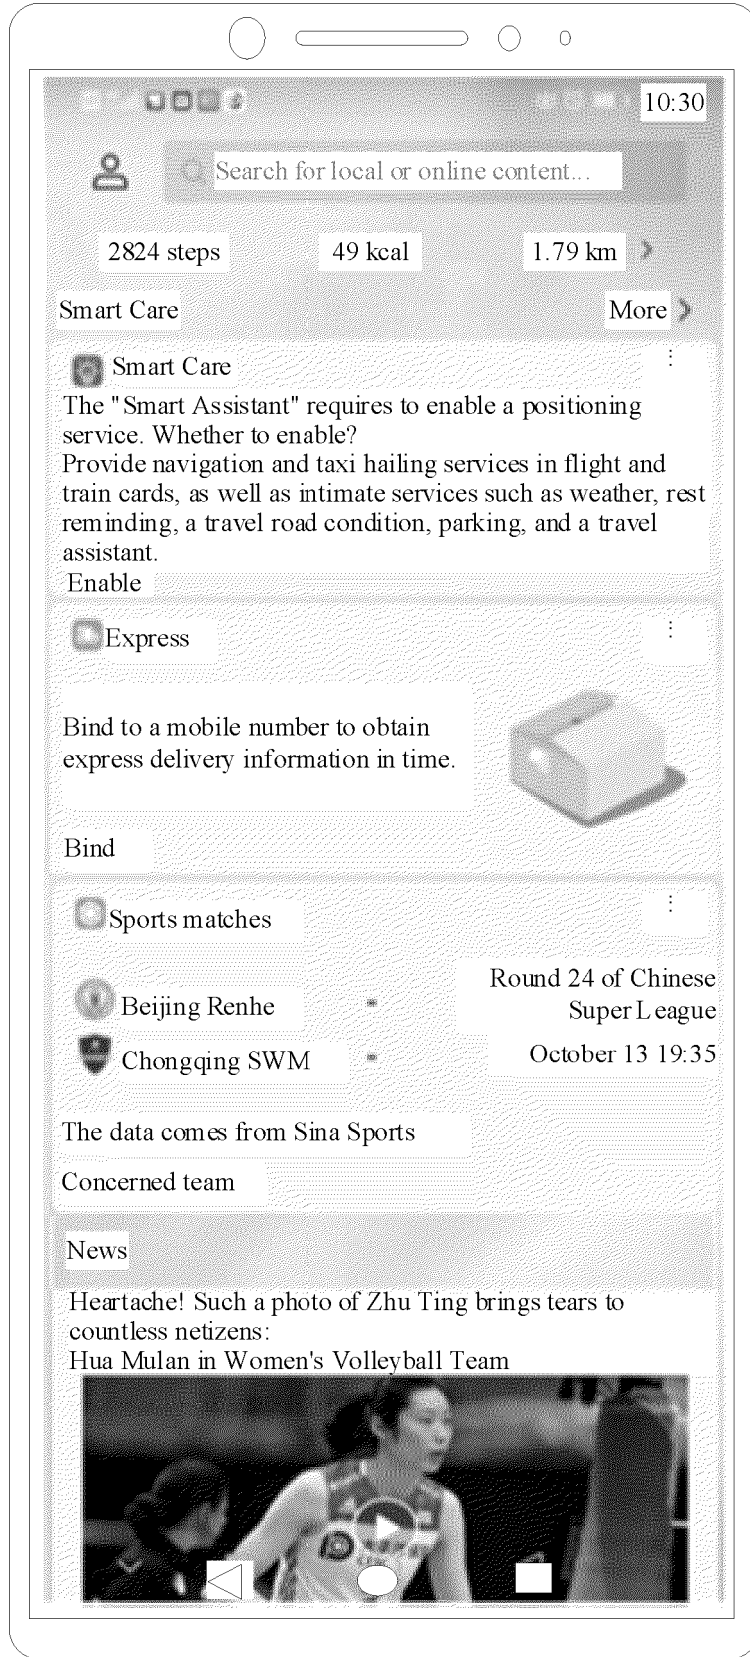 10:30
Search for local or online content...
2824 steps 49 kcal 1.79 km
Smart Care More
Smart Care
The "Smart Assistant" requires to enable a positioning
service. Whether to enable?
Provide navigation and taxi hailing services in flight and
train cards, as well as intimate services such as weather, rest
reminding, a travel road condition, parking, and a travel
assistant.
Enable
Express
Bind to a mobile number to obtain
express delivery information in time.
Bind
Sports matches
Round 24 of Chinese
Super League
Beijing Renhe -
Chongqing SWM -
October 13 19:35
The data comes from Sina Sports
Concerned team
News
Heartache! Such a photo of Zhu Ting brings tears to
countless netizens:
Hua Mulan in Women's Volleyball Team